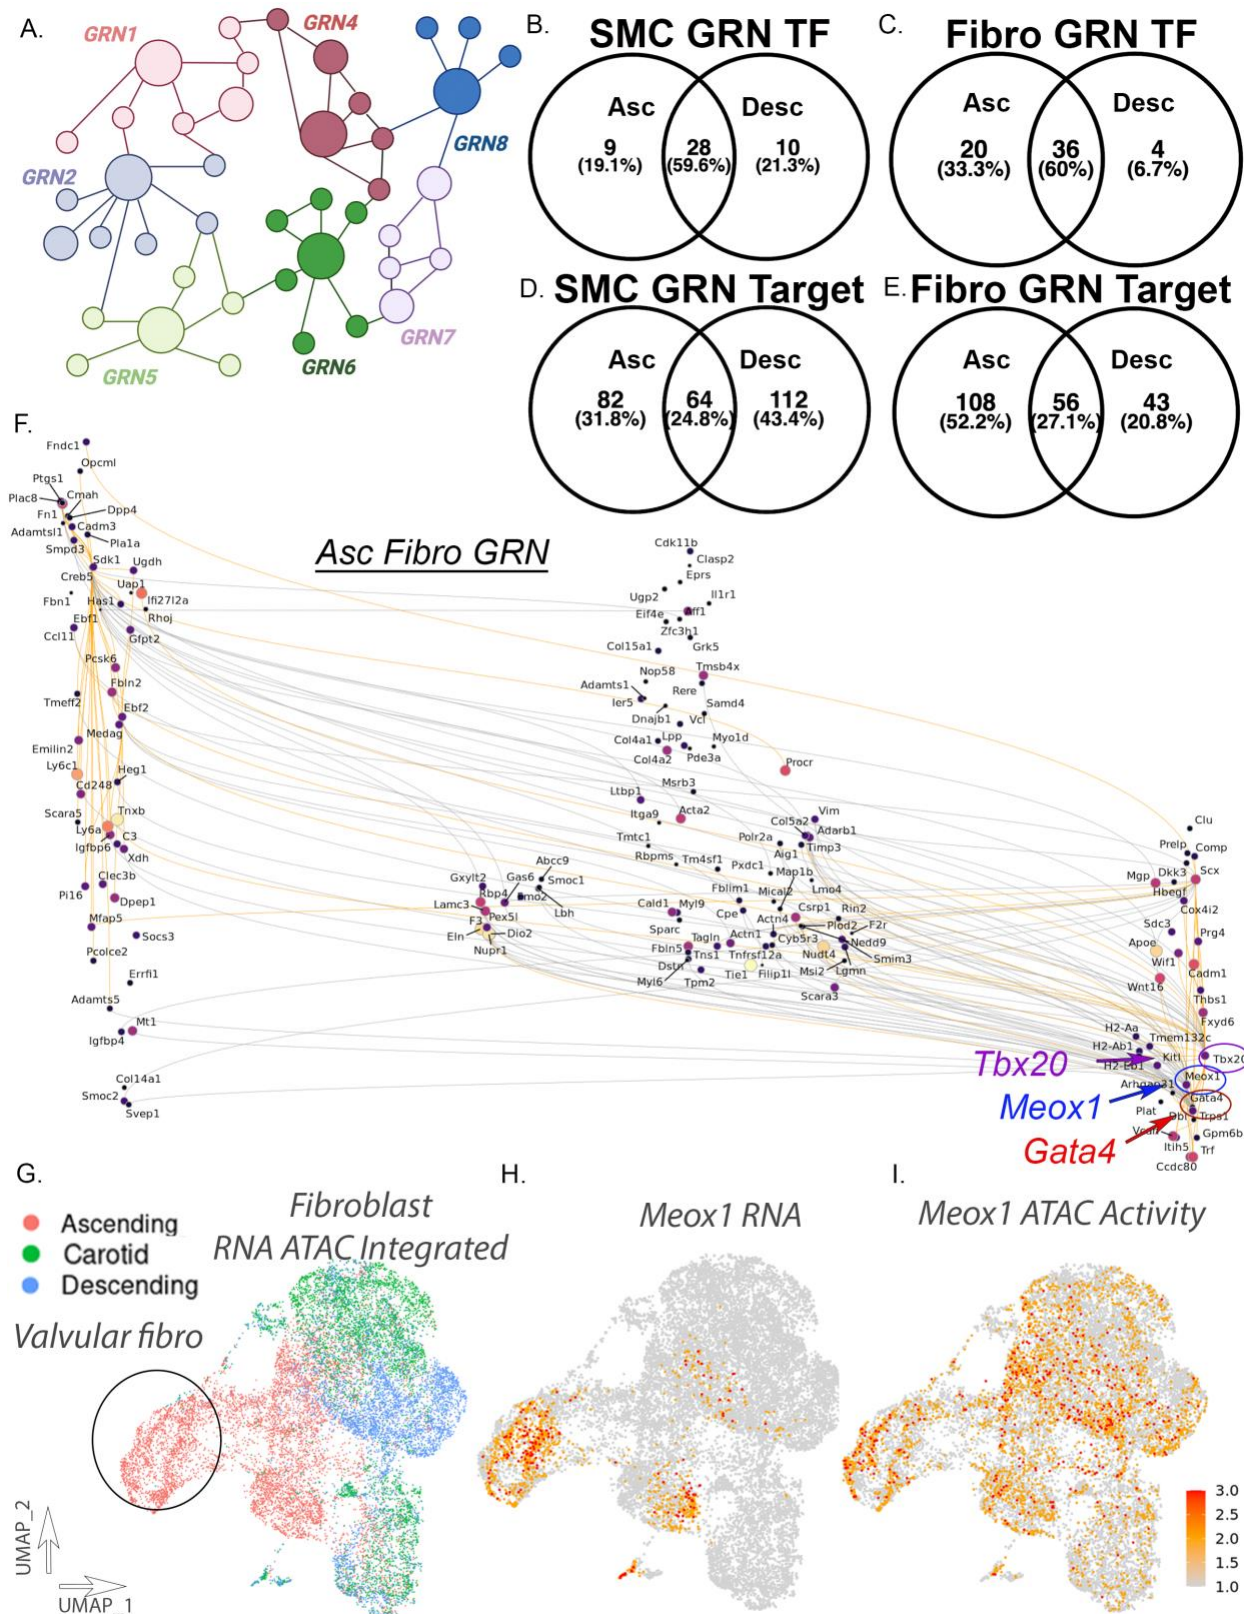 A.
GRN1
GRN4
GRN8
GRN2
GRN5
GRN6
GRN7
B.
SMC GRN TF
Asc
Desc
9
(19.1%)
28
(59.6%)
10
(21.3%)
C.
Fibro GRN TF
Asc
Desc
20
(33.3%)
36
(60%)
4
(6.7%)
D.
SMC GRN Target
Asc
Desc
82
(31.8%)
64
(24.8%)
112
(43.4%)
E.
Fibro GRN Target
Asc
Desc
108
(52.2%)
56
(27.1%)
43
(20.8%)
F.
Asc Fibro GRN
Fndc1
Opcml
Ptgs1
Plac8
Cmah
Fn1
Dpp4
Adamtsl1
Cadm3
Smpd3
Pla1a
Sdk1
Ugdh
Creb5
Uap1
Fbn1
Has1
Ifi27l2a
Ebf1
Rhoj
Ccl11
Gfpt2
Pcsk6
Fbln2
Tmeff2
Ebf2
Medag
Emilin2
Ly6c1
Heg1
Cd248
Scara5
Tnxb
Ly6a
C3
Igfbp6
Xdh
Clec3b
Pi16
Dpep1
Mfap5
Socs3
Pcolce2
Errfi1
Adamts5
Mt1
Igfbp4
Col14a1
Smoc2
Svep1
Gxylt2
Gas6
Abcc9
Rbp4
Smoc1
Lamc3
Lmo2
Lbh
F3
Pex5l
Eln
Dio2
Nupr1
Cdk11b
Clasp2
Eprs
Ugp2
Il1r1
Eif4e
Aff1
Zfc3h1
Col15a1
Grk5
Nop58
Tmsb4x
Adamts1
Rere
Ier5
Samd4
Dnajb1
Vcl
Col4a1
Lpp
Myo1d
Col4a2
Pde3a
Procr
Msrb3
Ltbp1
Itga9
Acta2
Vim
Col5a2
Adarb1
Tmtc1
Polr2a
Timp3
Rbpms
Aig1
Tm4sf1
Pxdc1
Map1b
Fblim1
Mical2
Lmo4
Cald1
Myl9
Cpe
Csrp1
Rin2
Sparc
Actn4
Plod2
F2r
Tagln
Actn1
Cyb5r3
Nedd9
Fbln5
Tns1
Tnfrsf12a
Nudt4
Smim3
Dstn
Tie1
Filip1l
Msi2
Lgmn
Myl6
Tpm2
Scara3
Clu
Prelp
Comp
Mgp
Dkk3
Scx
Hbegf
Cox4i2
Sdc3
Prg4
Apoe
Wif1
Cadm1
Wnt16
Thbs1
Fxyd6
H2-Aa
Tmem132c
H2-Ab1
Kitl
Tbx20
H2-Eb1
Meox1
Arhgap31
Gata4
Plat
Dbi
Trps1
Gpm6b
Itih5
Trf
Ccdc80
Tbx20
Meox1
Gata4
G.
Ascending
Carotid
Descending
Fibroblast
RNA ATAC Integrated
Valvular fibro
UMAP_2
UMAP_1
H.
Meox1 RNA
I.
Meox1 ATAC Activity
3.0
2.5
2.0
1.5
1.0